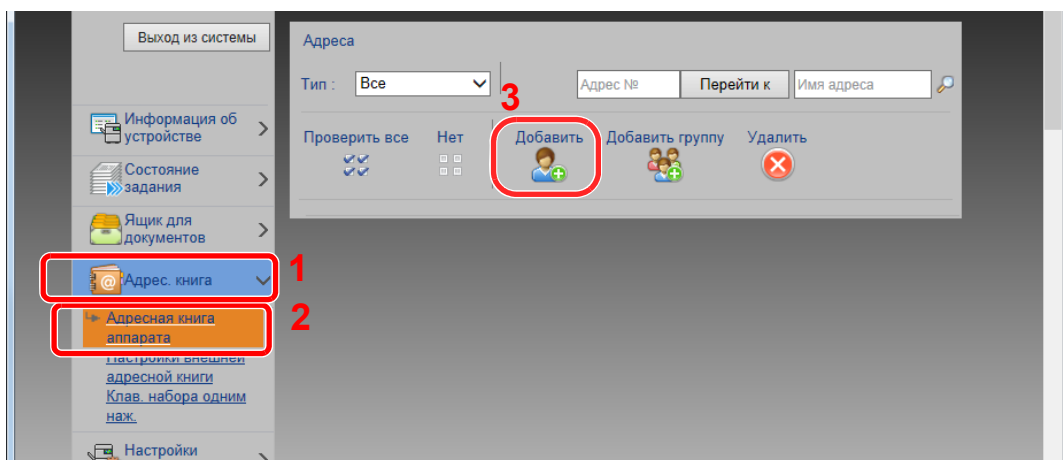 Выход из системы
Информация об
устройстве
Состояние
задания
Ящик для
документов
Адрес. книга
1
Адресная книга
аппарата
2
Настройки внешней
адресной книги
Клав. набора одним
наж.
Настройки
Адреса
Тип :
Все
Адрес №
Перейти к
Имя адреса
3
Проверить все
Нет
Добавить
Добавить группу
Удалить